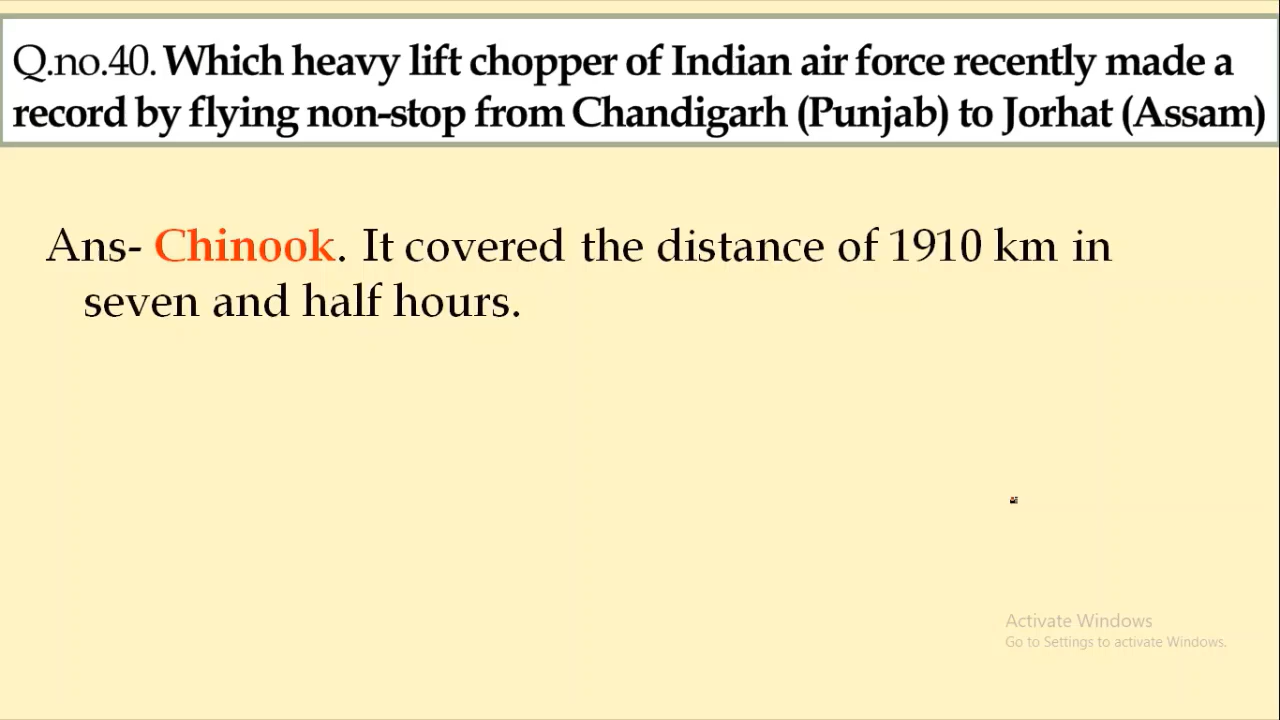 Q.no.40. Which heavy lift chopper of Indian air force recently made a
record by flying non-stop from Chandigarh (Punjab) to Jorhat (Assam)
Ans- Chinook. It covered the distance of 1910 km in
seven and half hours.
Activate Windows
Go to Settings to activate Windows.